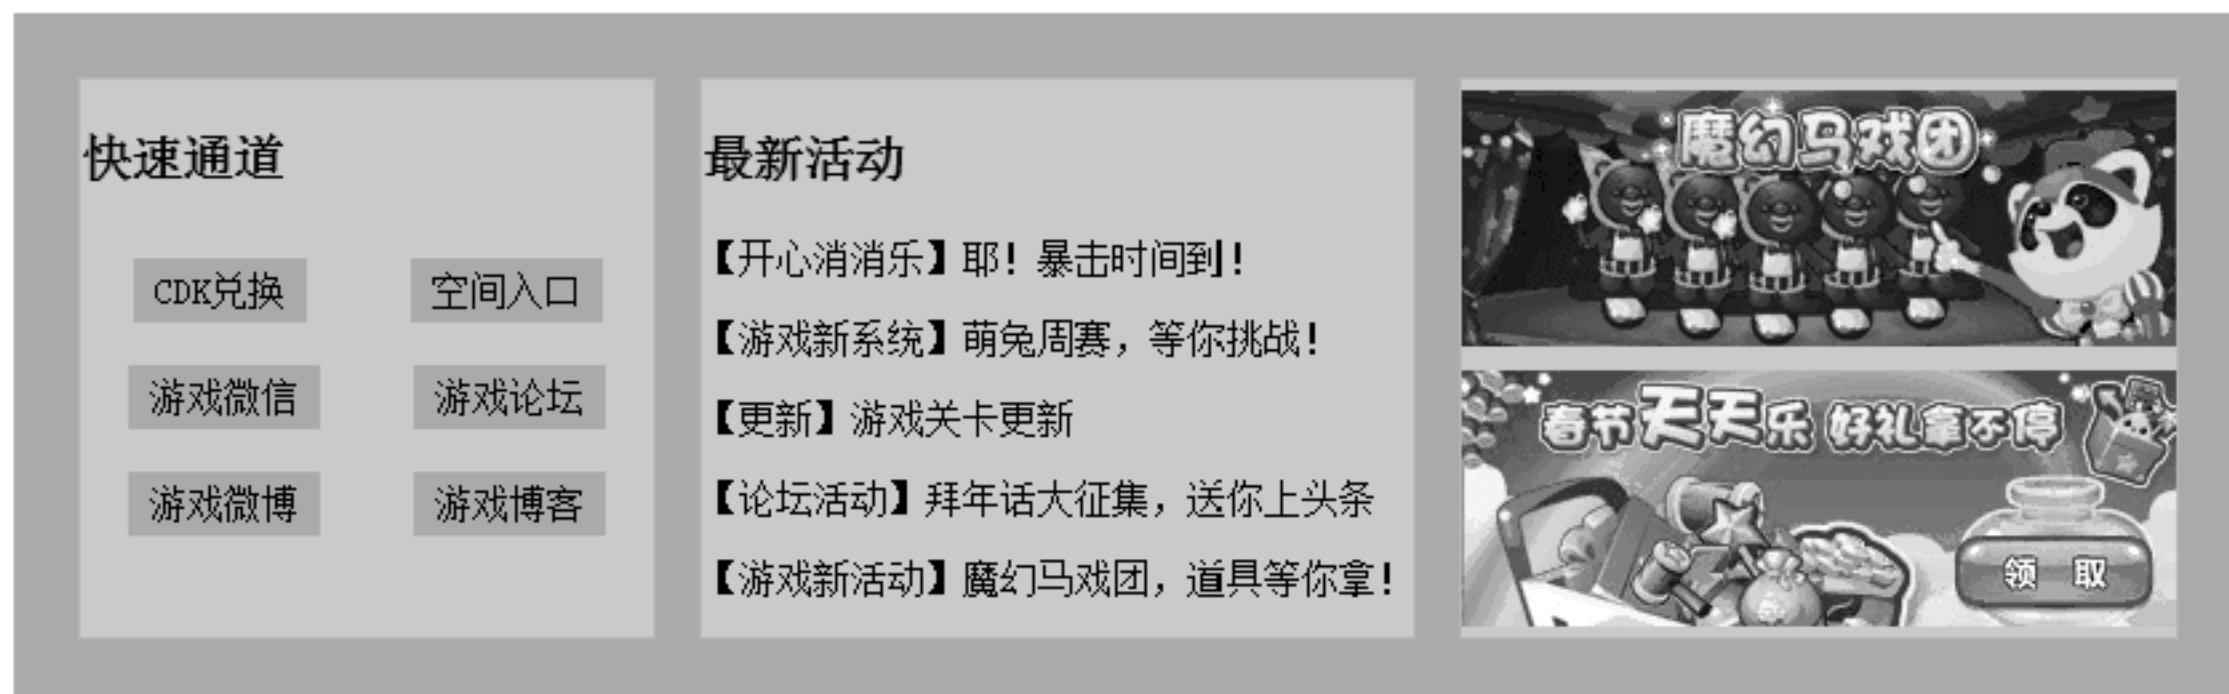 快速通道
CDK兑换
空间入口
游戏微信
游戏论坛
游戏微博
游戏博客
最新活动
【开心消消乐】耶！暴击时间到！
【游戏新系统】萌兔周赛，等你挑战！
【更新】游戏关卡更新
【论坛活动】拜年话大征集，送你上头条
【游戏新活动】魔幻马戏团，道具等你拿！
魔幻马戏团
春节天天乐 好礼拿不停
领 取